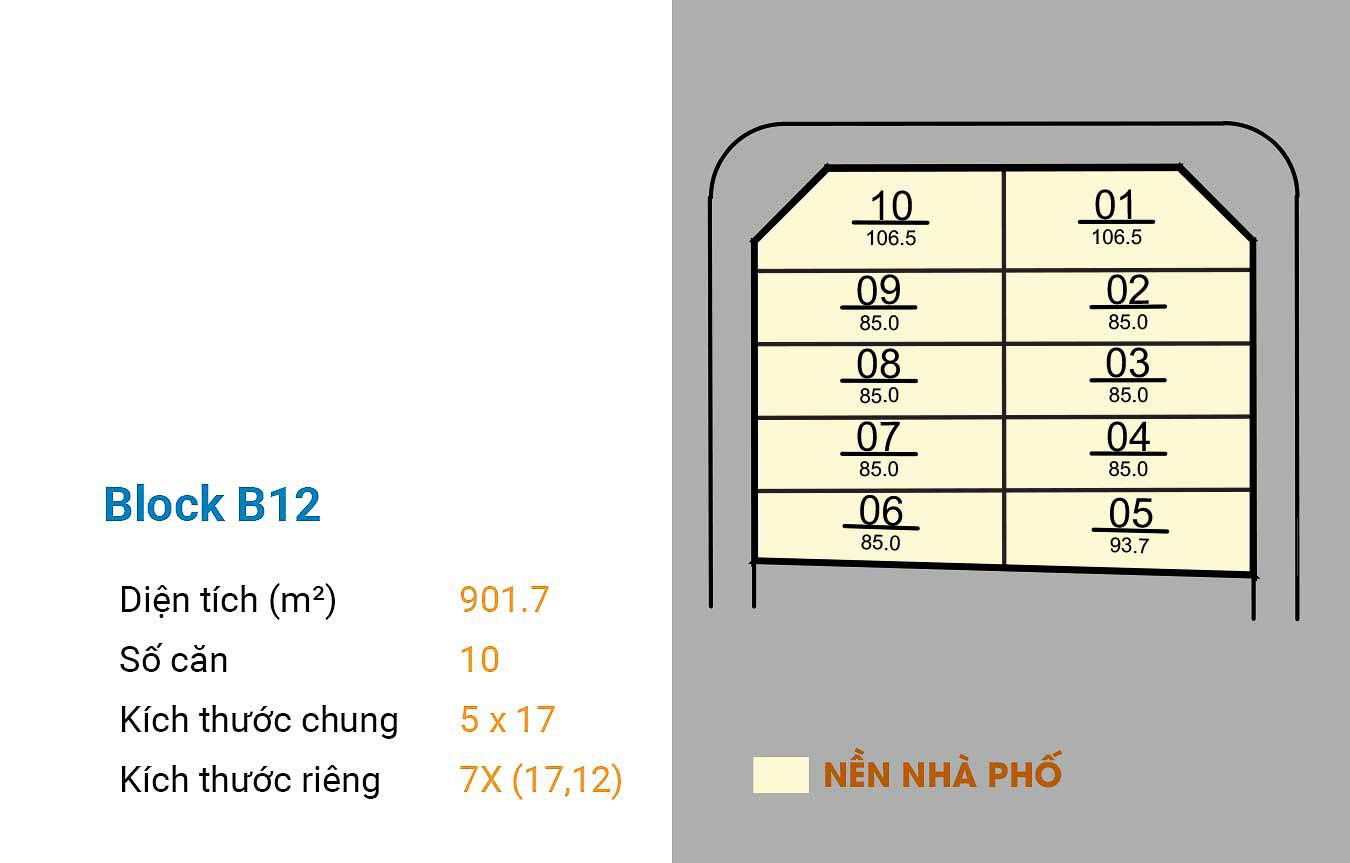 Block B12
Diện tích (m²) 901.7
Số căn 10
Kích thước chung 5 x 17
Kích thước riêng 7X (17,12)
10 01
106.5 106.5
09 02
85.0 85.0
08 03
85.0 85.0
07 04
85.0 85.0
06 05
85.0 93.7
NỀN NHÀ PHỐ